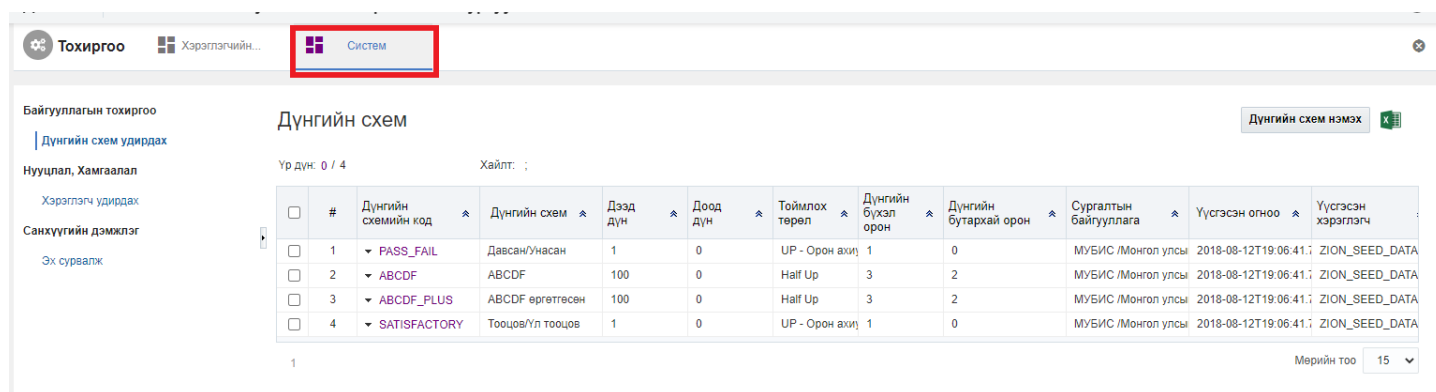 Тохиргоо Хэрэглэгчийн... Систем
Байгууллагын тохиргоо
Дүнгийн схем удирдах
Нууцлал, Хамгаалал
Хэрэглэгч удирдах
Санхүүгийн дэмжлэг
Эх сурвалж
Дүнгийн схем
Дүнгийн схем нэмэх
Үр дүн: 0 / 4 Хайлт: ;
# Дүнгийн схемийн код Дүнгийн схем Дээд дүн Доод дүн Тоймлох төрөл Дүнгийн бүхэл орон Дүнгийн бутархай орон Сургалтын байгууллага Үүсгэсэн огноо Үүсгэсэн хэрэглэгч
1 PASS_FAIL Давсан/Унасан 1 0 UP - Орон ахиу 1 0 МУБИС /Монгол улсы 2018-08-12T19:06:41.7 ZION_SEED_DATA
2 ABCDF ABCDF 100 0 Half Up 3 2 МУБИС /Монгол улсы 2018-08-12T19:06:41.7 ZION_SEED_DATA
3 ABCDF_PLUS ABCDF өргөтгөсөн 100 0 Half Up 3 2 МУБИС /Монгол улсы 2018-08-12T19:06:41.7 ZION_SEED_DATA
4 SATISFACTORY Тооцов/Үл тооцов 1 0 UP - Орон ахиу 1 0 МУБИС /Монгол улсы 2018-08-12T19:06:41.7 ZION_SEED_DATA
1 Мөрийн тоо 15